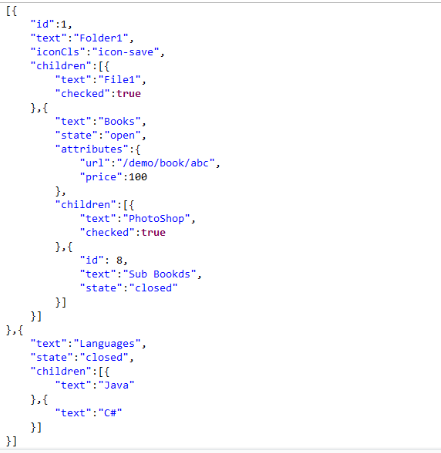 [{
    "id":1,
    "text":"Folder1",
    "iconCls":"icon-save",
    "children":[{
        "text":"File1",
        "checked":true
    },{
        "text":"Books",
        "state":"open",
        "attributes":{
            "url":"/demo/book/abc",
            "price":100
        },
        "children":[{
            "text":"PhotoShop",
            "checked":true
        },{
            "id": 8,
            "text":"Sub Bookds",
            "state":"closed"
        }]
    }]
},{
    "text":"Languages",
    "state":"closed",
    "children":[{
        "text":"Java"
    },{
        "text":"C#"
    }]
}]